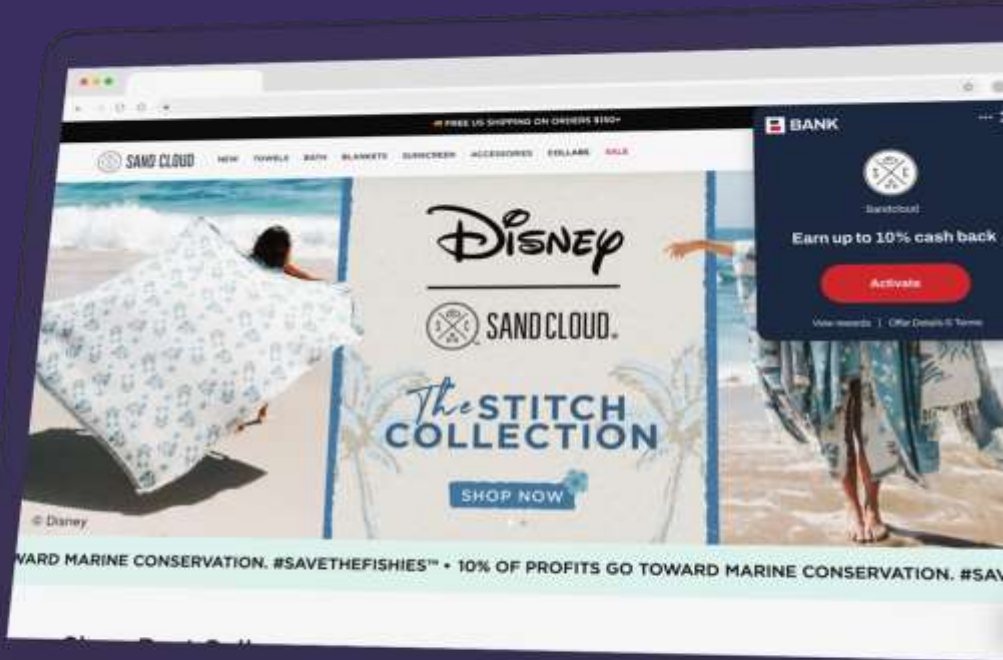 FREE US SHIPPING ON ORDERS $150+
SAND CLOUD NEW TOWELS BATH BLANKETS SUNSCREEN ACCESSORIES COLLABS SALE
BANK
Sandcloud
Earn up to 10% cash back
Activate
View rewards | Offer Details & Terms
Disney
SAND CLOUD.
The STITCH
COLLECTION
SHOP NOW
© Disney
WARD MARINE CONSERVATION. #SAVETHEFISHIES™ • 10% OF PROFITS GO TOWARD MARINE CONSERVATION. #SAV